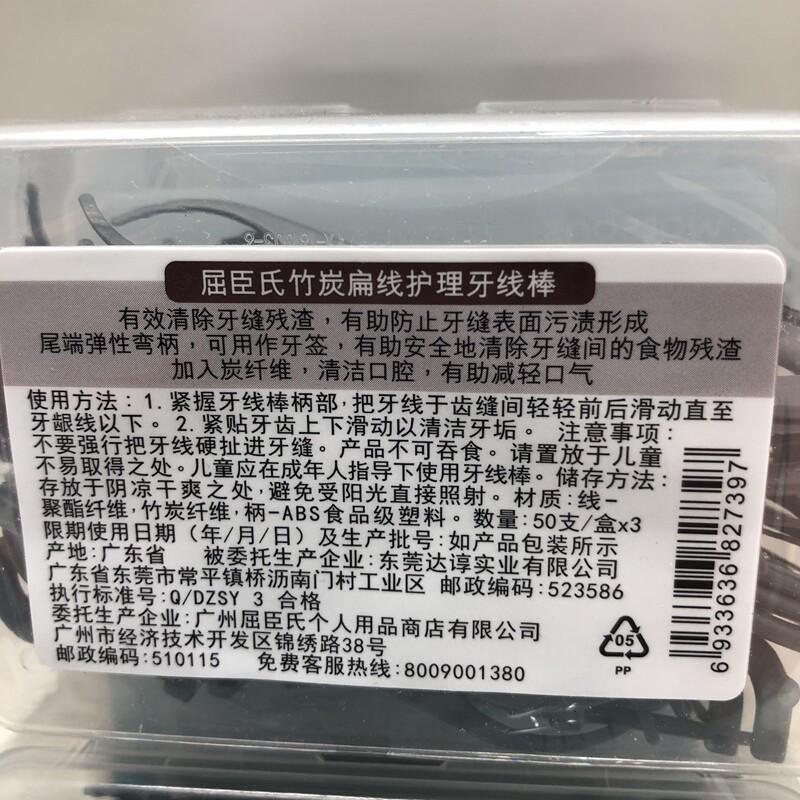 屈臣氏竹炭扁线护理牙线棒
有效清除牙缝残渣，有助防止牙缝表面污渍形成
尾端弹性弯柄，可用作牙签，有助安全地清除牙缝间的食物残渣
加入炭纤维，清洁口腔，有助减轻口气
使用方法：1. 紧握牙线棒柄部，把牙线于齿缝间轻轻前后滑动直至
牙龈线以下。 2. 紧贴牙齿上下滑动以清洁牙垢。 注意事项：
不要强行把牙线硬扯进牙缝。产品不可吞食。请置放于儿童
不易取得之处。儿童应在成年人指导下使用牙线棒。储存方法：
存放于阴凉干爽之处，避免受阳光直接照射。材质：线-
聚酯纤维，竹炭纤维，柄-ABS食品级塑料。数量：50支/盒x3
限期使用日期（年/月/日）及生产批号：如产品包装所示
产地：广东省 被委托生产企业：东莞达谆实业有限公司
广东省东莞市常平镇桥沥南门村工业区 邮政编码：523586
执行标准号：Q/DZSY 3 合格
委托生产企业：广州屈臣氏个人用品商店有限公司
广州市经济技术开发区锦绣路38号
邮政编码：510115 免费客服热线：8009001380
05
PP
6933636827397